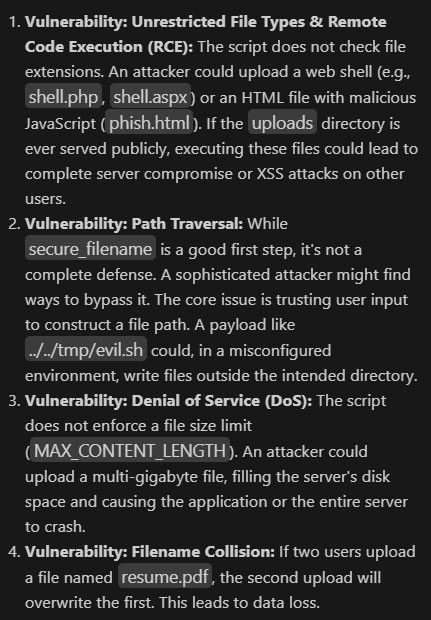 1. Vulnerability: Unrestricted File Types & Remote
Code Execution (RCE): The script does not check file
extensions. An attacker could upload a web shell (e.g.,
shell.php, shell.aspx) or an HTML file with malicious
JavaScript (phish.html). If the uploads directory is
ever served publicly, executing these files could lead to
complete server compromise or XSS attacks on other
users.
2. Vulnerability: Path Traversal: While
secure_filename is a good first step, it's not a
complete defense. A sophisticated attacker might find
ways to bypass it. The core issue is trusting user input
to construct a file path. A payload like
../../tmp/evil.sh could, in a misconfigured
environment, write files outside the intended directory.
3. Vulnerability: Denial of Service (DoS): The script
does not enforce a file size limit
(MAX_CONTENT_LENGTH). An attacker could
upload a multi-gigabyte file, filling the server's disk
space and causing the application or the entire server
to crash.
4. Vulnerability: Filename Collision: If two users upload
a file named resume.pdf, the second upload will
overwrite the first. This leads to data loss.